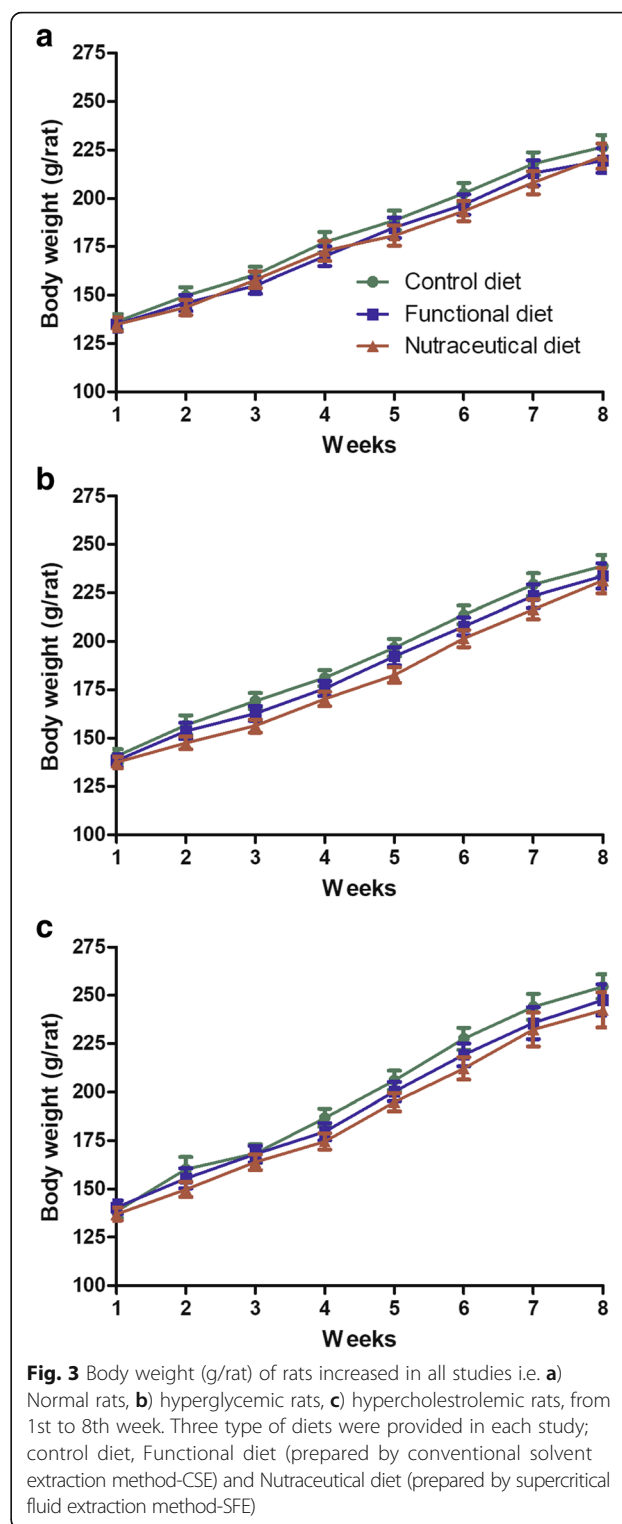 a
275
250
225
200
175
150
125
100
Body weight (g/rat)
Control diet
Functional diet
Nutraceutical diet
1 2 3 4 5 6 7 8
Weeks
b
275
250
225
200
175
150
125
100
Body weight (g/rat)
1 2 3 4 5 6 7 8
Weeks
c
275
250
225
200
175
150
125
100
Body weight (g/rat)
1 2 3 4 5 6 7 8
Weeks
Fig. 3 Body weight (g/rat) of rats increased in all studies i.e. a)
Normal rats, b) hyperglycemic rats, c) hypercholestrolemic rats, from
1st to 8th week. Three type of diets were provided in each study;
control diet, Functional diet (prepared by conventional solvent
extraction method-CSE) and Nutraceutical diet (prepared by supercritical
fluid extraction method-SFE)